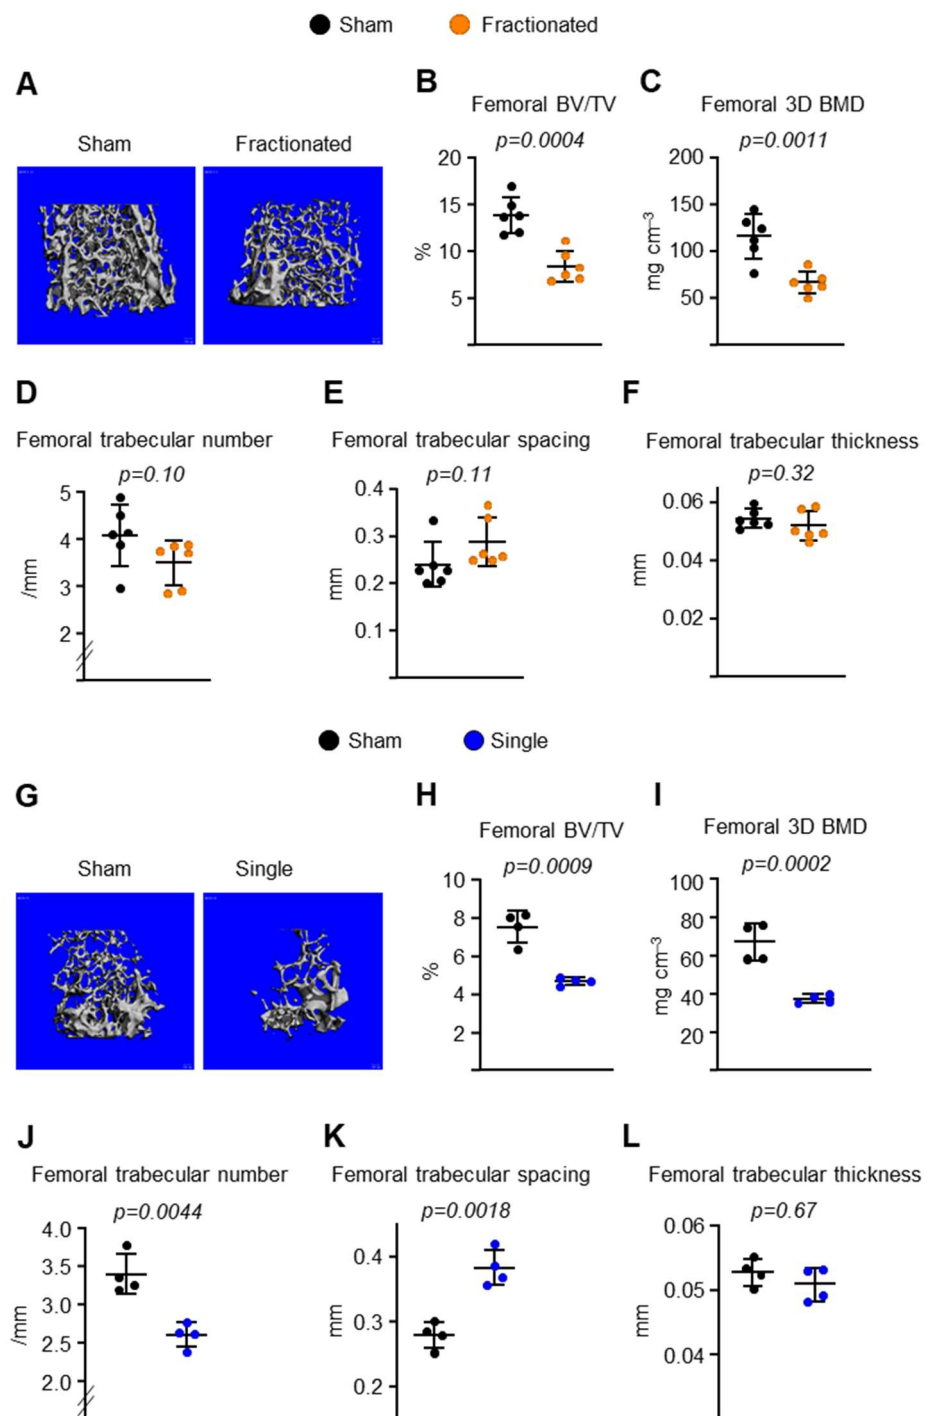 Sham Fractionated
A
Sham Fractionated
B
Femoral BV/TV
p=0.0004
20
15
10
5
%
C
Femoral 3D BMD
p=0.0011
200
150
100
50
mg cm⁻³
D
Femoral trabecular number
p=0.10
5
4
3
2
/mm
E
Femoral trabecular spacing
p=0.11
0.4
0.3
0.2
0.1
mm
F
Femoral trabecular thickness
p=0.32
0.06
0.04
0.02
mm
Sham Single
G
Sham Single
H
Femoral BV/TV
p=0.0009
10
8
6
4
2
%
I
Femoral 3D BMD
p=0.0002
100
80
60
40
20
mg cm⁻³
J
Femoral trabecular number
p=0.0044
4.0
3.5
3.0
2.5
2.0
/mm
K
Femoral trabecular spacing
p=0.0018
0.4
0.3
0.2
mm
L
Femoral trabecular thickness
p=0.67
0.06
0.05
0.04
mm